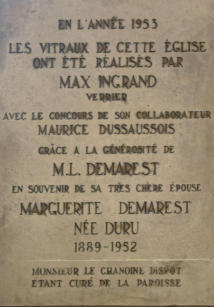 EN L'ANNÉE 1953
LES VITRAUX DE CETTE ÉGLISE
ONT ÉTÉ RÉALISÉS PAR
MAX INGRAND
VERRIER
AVEC LE CONCOURS DE SON COLLABORATEUR
MAURICE DUSSAUSSOIS
GRÂCE A LA GÉNÉROSITÉ DE
M.L. DEMAREST
EN SOUVENIR DE SA TRÈS CHÈRE ÉPOUSE
MARGUERITE DEMAREST
NÉE DURU
1889-1952
MONSIEUR LE CHANOINE DISPOT
ETANT CURÉ DE LA PAROISSE